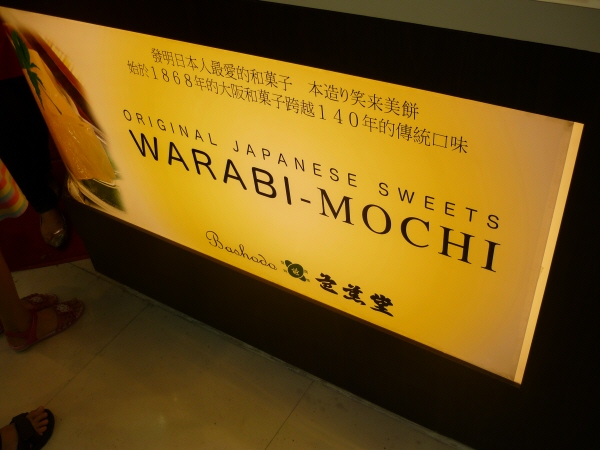 發明日本人最愛的和菓子　本造り笑来美餅
始於1868年的大阪和菓子跨越140年的傳統口味
ORIGINAL JAPANESE SWEETS
WARABI-MOCHI
Bashodo 芭蕉堂